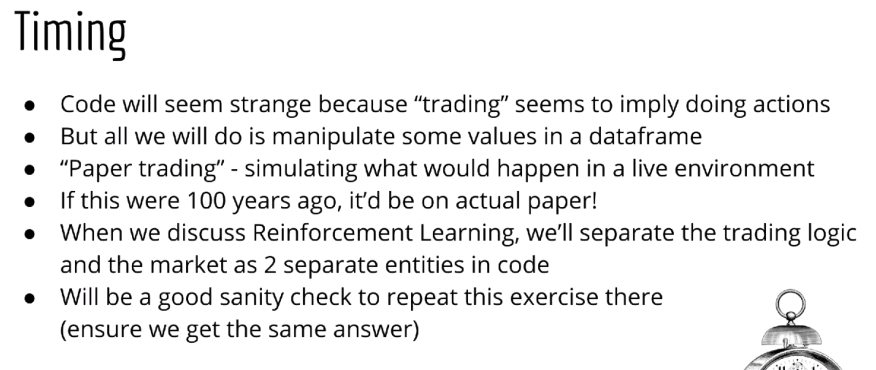 Timing
● Code will seem strange because “trading” seems to imply doing actions
● But all we will do is manipulate some values in a dataframe
● “Paper trading” - simulating what would happen in a live environment
● If this were 100 years ago, it’d be on actual paper!
● When we discuss Reinforcement Learning, we’ll separate the trading logic
and the market as 2 separate entities in code
● Will be a good sanity check to repeat this exercise there
(ensure we get the same answer)